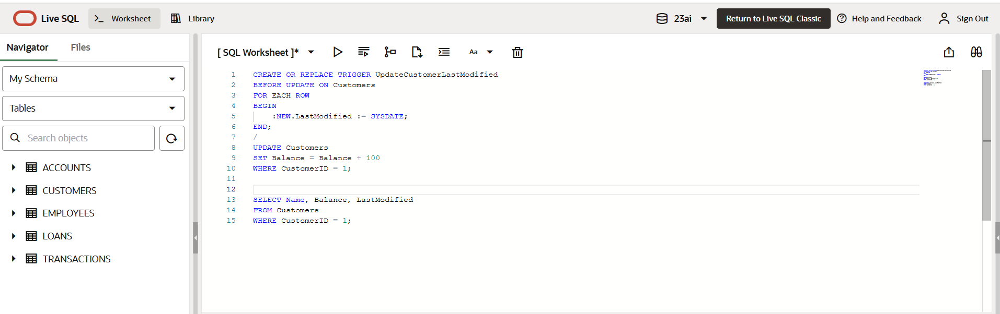 Live SQL
Worksheet
Library
23ai
Return to Live SQL Classic
Help and Feedback
Sign Out
Navigator
Files
My Schema
Tables
Search objects
ACCOUNTS
CUSTOMERS
EMPLOYEES
LOANS
TRANSACTIONS
[ SQL Worksheet ]*
Aa
1 CREATE OR REPLACE TRIGGER UpdateCustomerLastModified
2 BEFORE UPDATE ON Customers
3 FOR EACH ROW
4 BEGIN
5     :NEW.LastModified := SYSDATE;
6 END;
7 /
8 UPDATE Customers
9 SET Balance = Balance + 100
10 WHERE CustomerID = 1;
11
12
13 SELECT Name, Balance, LastModified
14 FROM Customers
15 WHERE CustomerID = 1;